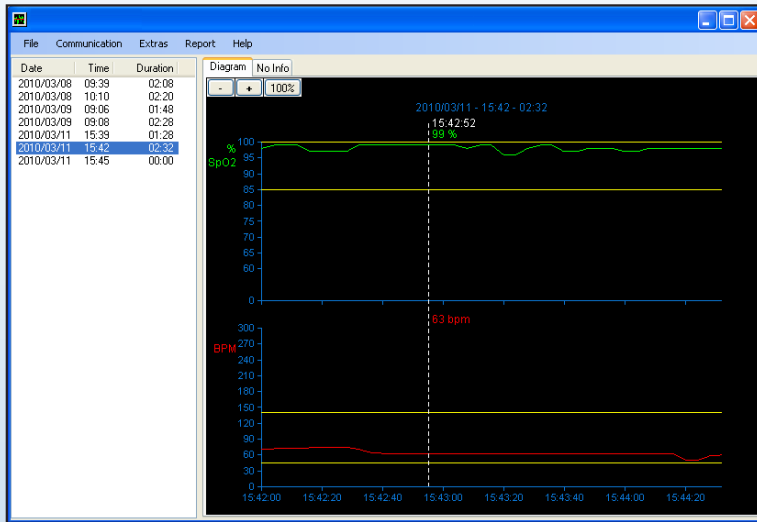 File Communication Extras Report Help
Date Time Duration
2010/03/08 09:39 02:08
2010/03/08 10:10 02:20
2010/03/09 09:06 01:48
2010/03/09 09:08 02:28
2010/03/11 15:39 01:28
2010/03/11 15:42 02:32
2010/03/11 15:45 00:00
Diagram No Info
- + 100%
2010/03/11 - 15:42 - 02:32
15:42:52
99 %
% SpO2
100
95
90
85
80
75
70
65
60
0
63 bpm
BPM
300
270
240
210
180
150
120
90
60
30
0
15:42:00 15:42:20 15:42:40 15:43:00 15:43:20 15:43:40 15:44:00 15:44:20